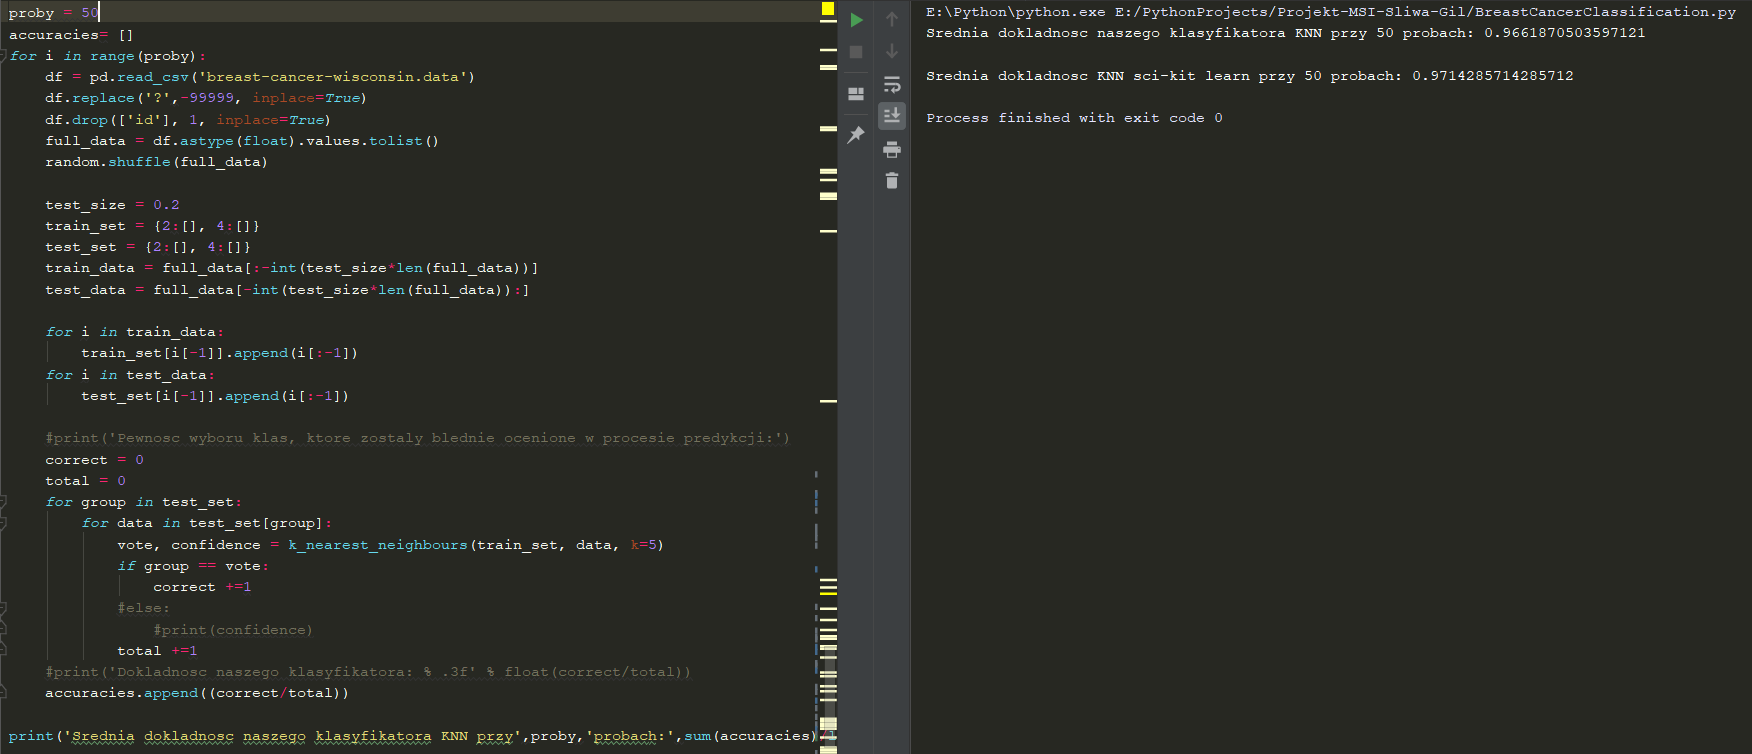 proby = 50
accuracies= []
for i in range(proby):
    df = pd.read_csv('breast-cancer-wisconsin.data')
    df.replace('?',-99999, inplace=True)
    df.drop(['id'], 1, inplace=True)
    full_data = df.astype(float).values.tolist()
    random.shuffle(full_data)
    test_size = 0.2
    train_set = {2:[], 4:[]}
    test_set = {2:[], 4:[]}
    train_data = full_data[:-int(test_size*len(full_data))]
    test_data = full_data[-int(test_size*len(full_data)):]
    for i in train_data:
        train_set[i[-1]].append(i[:-1])
    for i in test_data:
        test_set[i[-1]].append(i[:-1])
    #print('Pewnosc wyboru klas, ktore zostaly blednie ocenione w procesie predykcji:')
    correct = 0
    total = 0
    for group in test_set:
        for data in test_set[group]:
            vote, confidence = k_nearest_neighbours(train_set, data, k=5)
            if group == vote:
                correct +=1
            #else:
                #print(confidence)
            total +=1
    #print('Dokladnosc naszego klasyfikatora: % .3f' % float(correct/total))
    accuracies.append((correct/total))
print('Srednia dokladnosc naszego klasyfikatora KNN przy',proby,'probach:',sum(accuracies)
E:\Python\python.exe E:/PythonProjects/Projekt-MSI-Sliwa-Gil/BreastCancerClassification.py
Srednia dokladnosc naszego klasyfikatora KNN przy 50 probach: 0.9661870503597121
Srednia dokladnosc KNN sci-kit learn przy 50 probach: 0.9714285714285712
Process finished with exit code 0